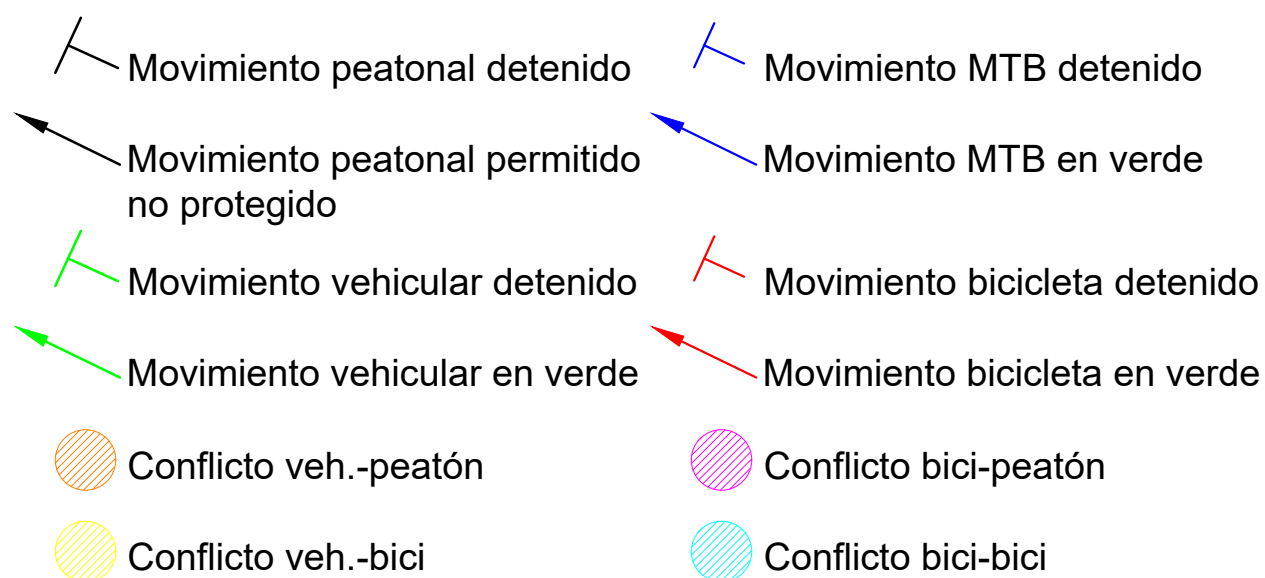 Movimiento peatonal detenido
Movimiento MTB detenido
Movimiento peatonal permitido
no protegido
Movimiento MTB en verde
Movimiento vehicular detenido
Movimiento bicicleta detenido
Movimiento vehicular en verde
Movimiento bicicleta en verde
Conflicto veh.-peatón
Conflicto bici-peatón
Conflicto veh.-bici
Conflicto bici-bici